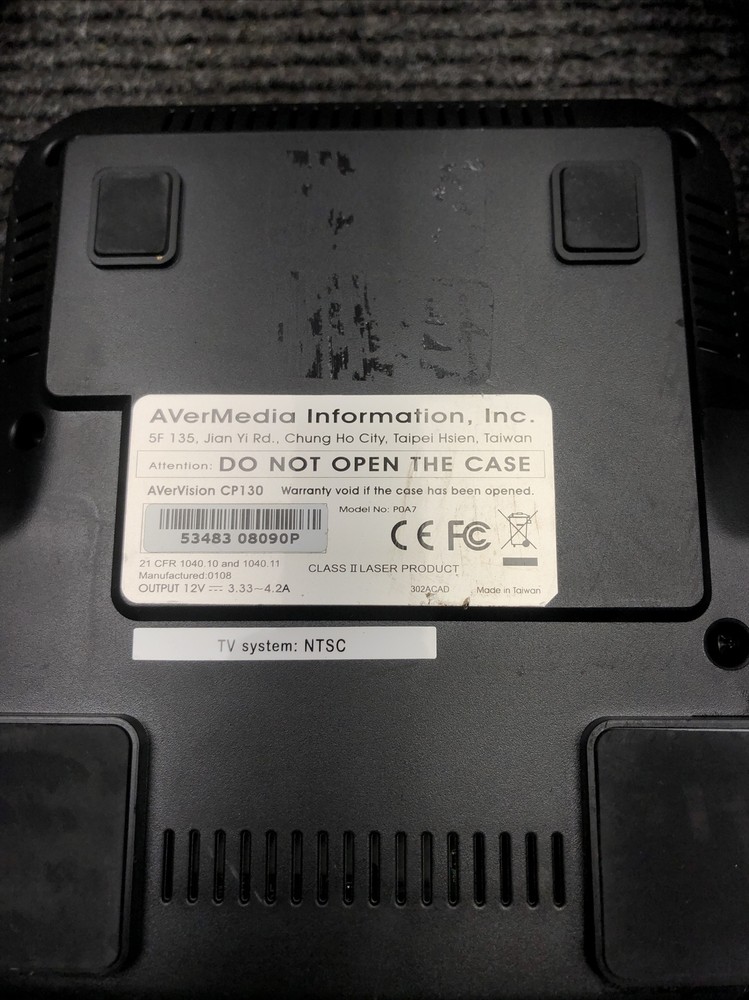 AVerMedia Information, Inc.
5F 135, Jian Yi Rd., Chung Ho City, Taipei Hsien, Taiwan
Attention: DO NOT OPEN THE CASE
AVerVision CP130 Warranty void if the case has been opened.
Model No: P0A7
53483 08090P
CE FC
21 CFR 1040.10 and 1040.11
Manufactured:0108
CLASS II LASER PRODUCT
OUTPUT 12V ⎓ 3.33~4.2A
302ACAD Made in Taiwan
TV system: NTSC